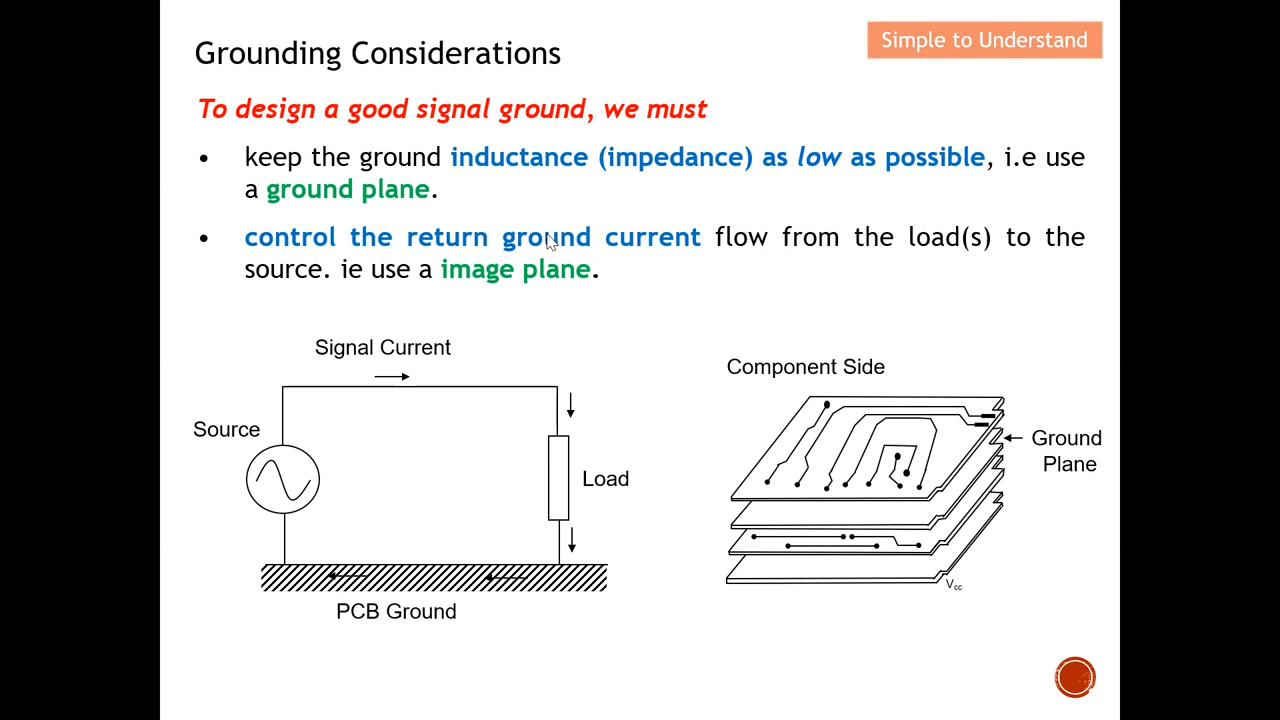 Simple to Understand
Grounding Considerations
To design a good signal ground, we must
• keep the ground inductance (impedance) as low as possible, i.e use
a ground plane.
• control the return ground current flow from the load(s) to the
source. ie use a image plane.
Signal Current
Source
Load
PCB Ground
Component Side
Ground
Plane
Vcc